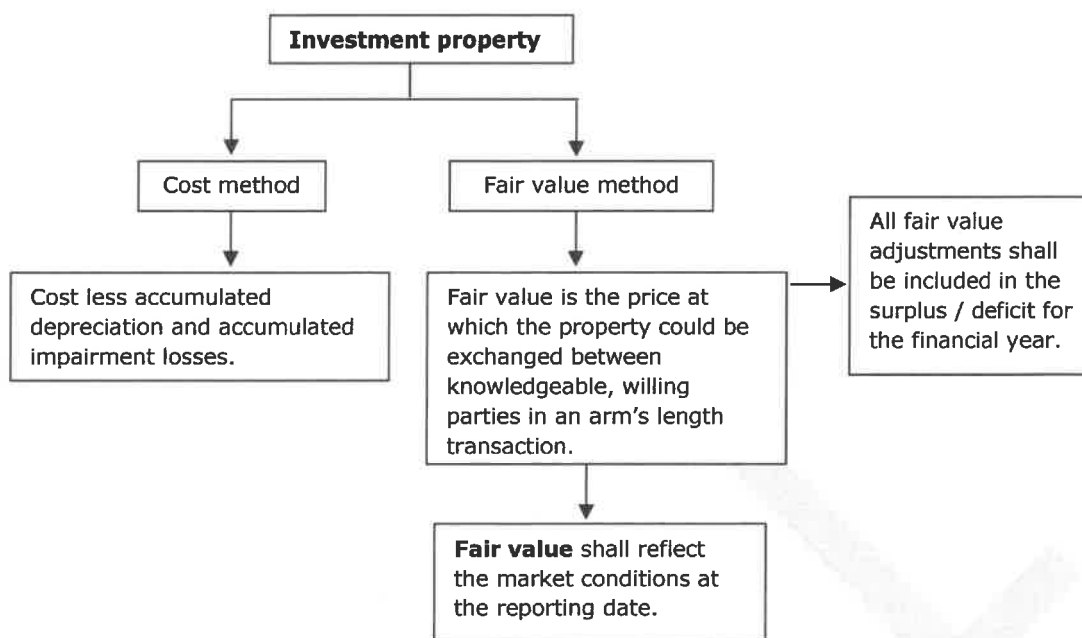 Investment property
Cost method
Fair value method
Cost less accumulated
depreciation and accumulated
impairment losses.
Fair value is the price at
which the property could be
exchanged between
knowledgeable, willing
parties in an arm's length
transaction.
All fair value
adjustments shall
be included in the
surplus / deficit for
the financial year.
Fair value shall reflect
the market conditions at
the reporting date.